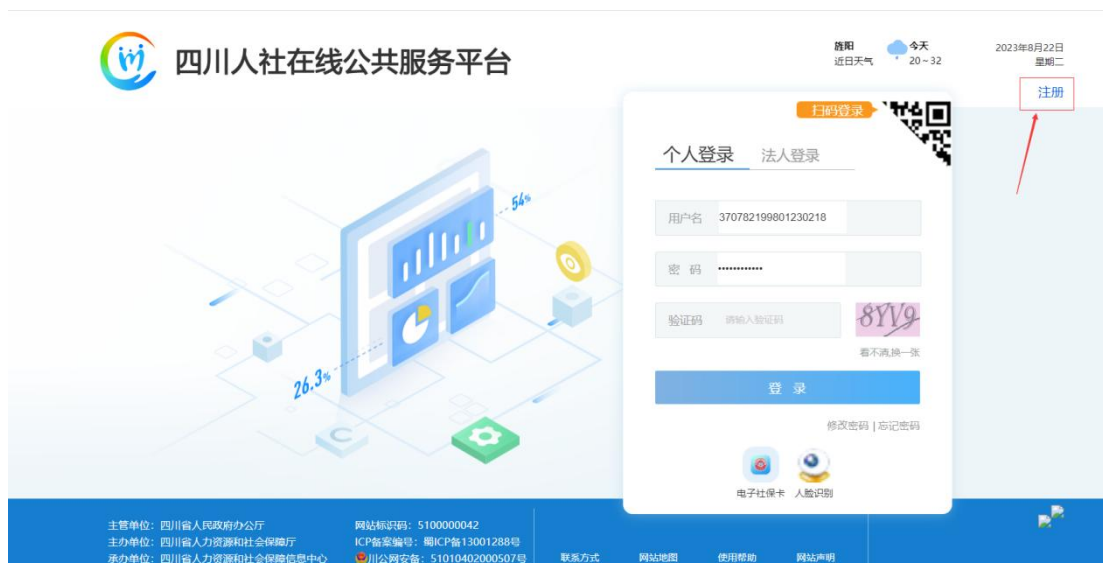 四川人社在线公共服务平台
旌阳
近日天气
今天
20~32
2023年8月22日
星期二
注册
扫码登录
个人登录 法人登录
用户名 370782199801230218
密 码 ············
验证码 请输入验证码 8YV9
看不清,换一张
登 录
修改密码 | 忘记密码
电子社保卡 人脸识别
54%
26.3%
主管单位：四川省人民政府办公厅
主办单位：四川省人力资源和社会保障厅
承办单位：四川省人力资源和社会保障信息中心
网站标识码：5100000042
ICP备案编号：蜀ICP备13001288号
川公网安备：51010402000507号
联系方式 网站地图 使用帮助 网站声明